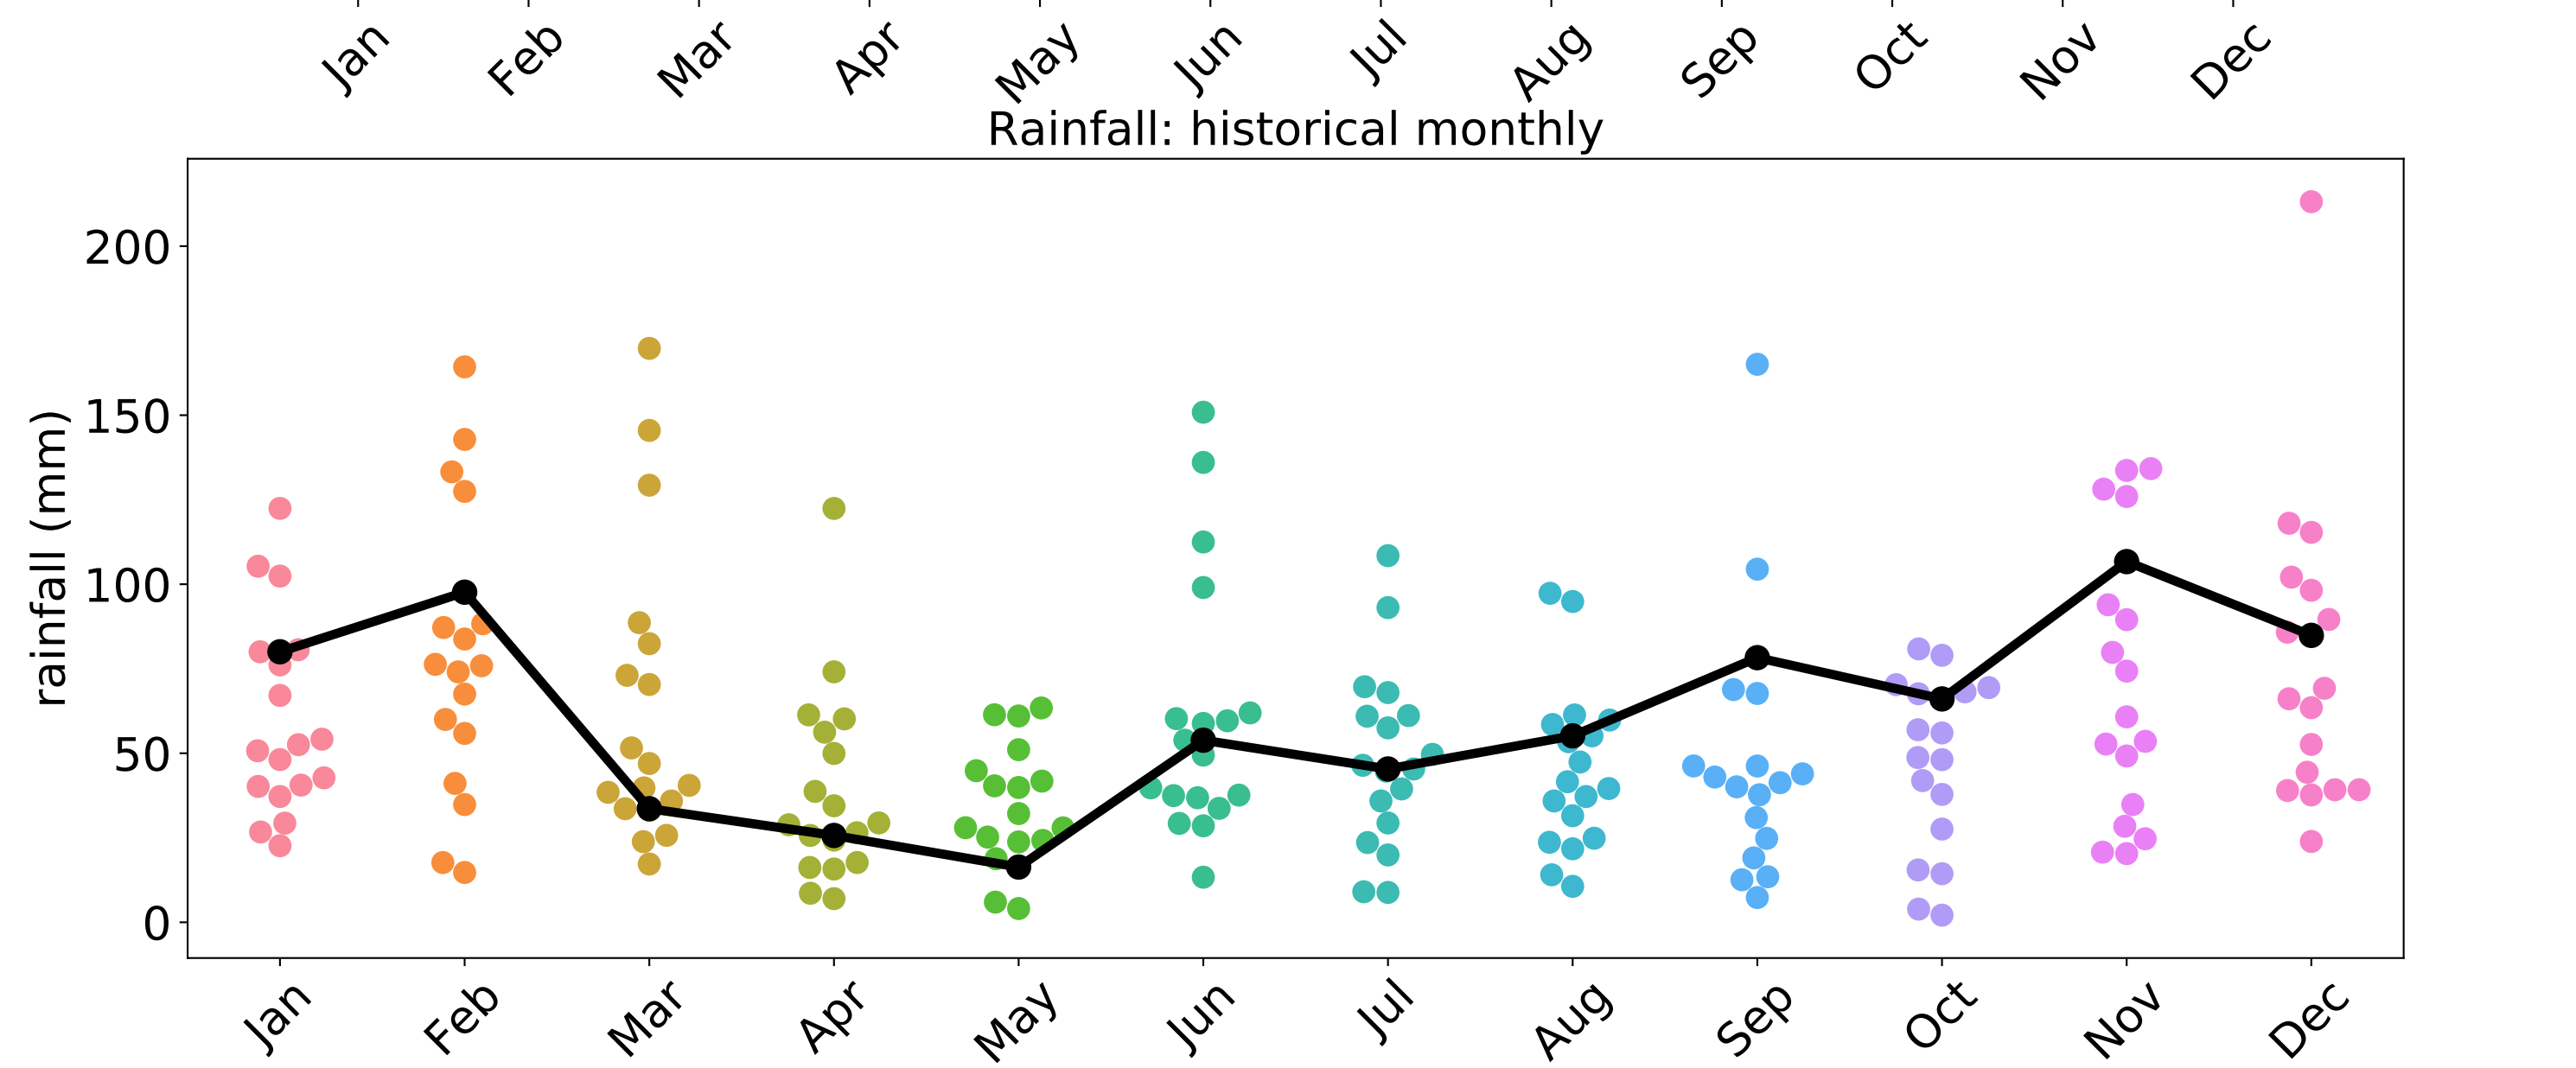 Jan Feb Mar Apr May Jun Jul Aug Sep Oct Nov Dec
Rainfall: historical monthly
200
150
100
50
0
rainfall (mm)
Jan Feb Mar Apr May Jun Jul Aug Sep Oct Nov Dec